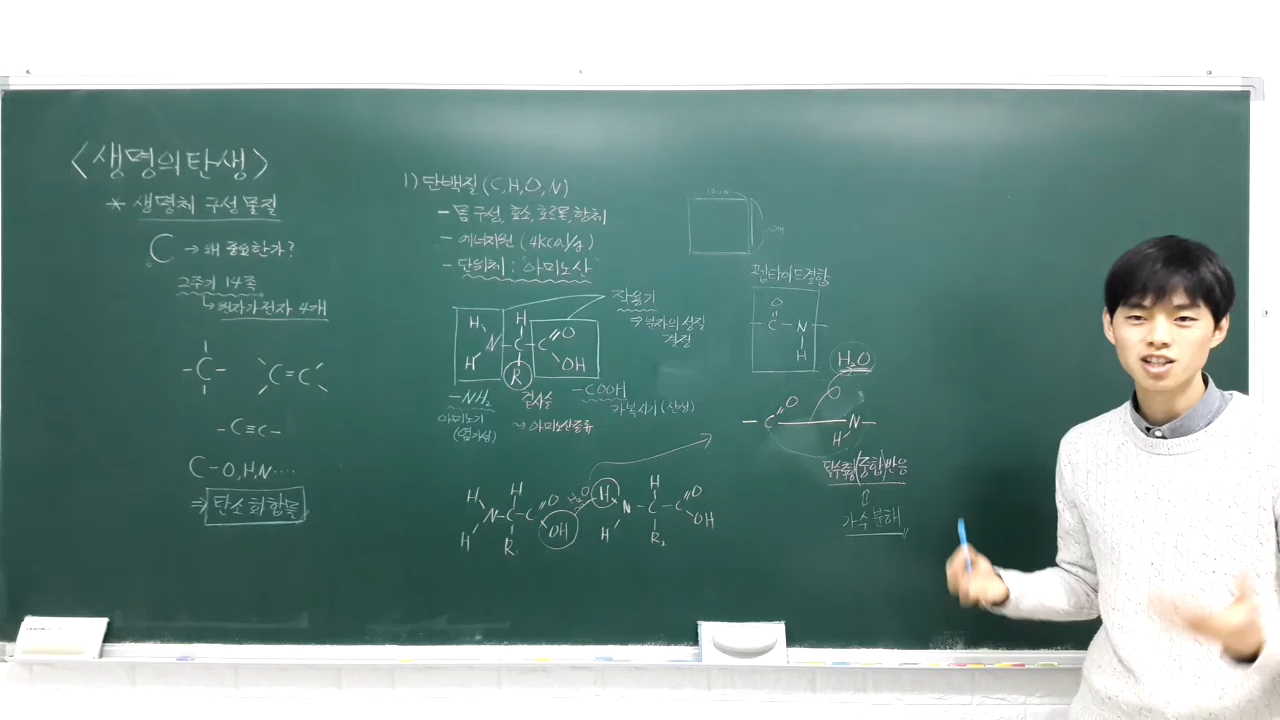 <생명의 탄생>
* 생명체 구성 물질
C → 왜 중요한가?
2주기 14족
↳ 원자가 전자 4개
-C-
C=C
-C≡C-
C-O,H,N....
⇒ 탄소화합물
1) 단백질 (C,H,O,N)
- 몸 구성, 효소, 호르몬, 항체
- 에너지원 (4kcal/g)
- 단위체 : 아미노산
작용기
⇒ 분자의 성질
결정
H H O
N-C-C
H R OH
-NH₂
아미노기
(염기성)
곁사슬
→ 아미노산 종류
-COOH
카복시기 (산성)
H H O H₂O H H O
N-C-C N-C-C
H R₁ OH H R₂ OH
10cm
펩타이드결합
O
-C-N-
H
H₂O
O
-C-N-
H
탈수축합(중합)반응
⇧
가수 분해